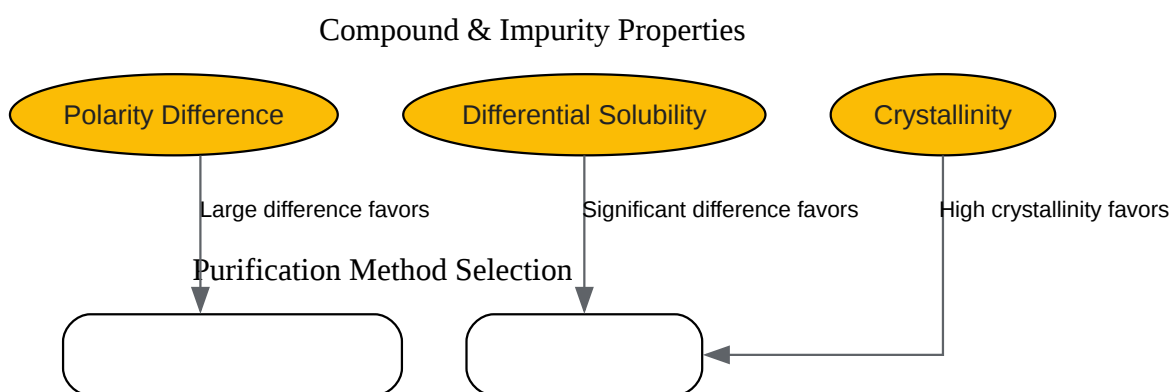 Compound & Impurity Properties
Polarity Difference
Differential Solubility
Crystallinity
Large difference favors
Significant difference favors
High crystallinity favors
Purification Method Selection